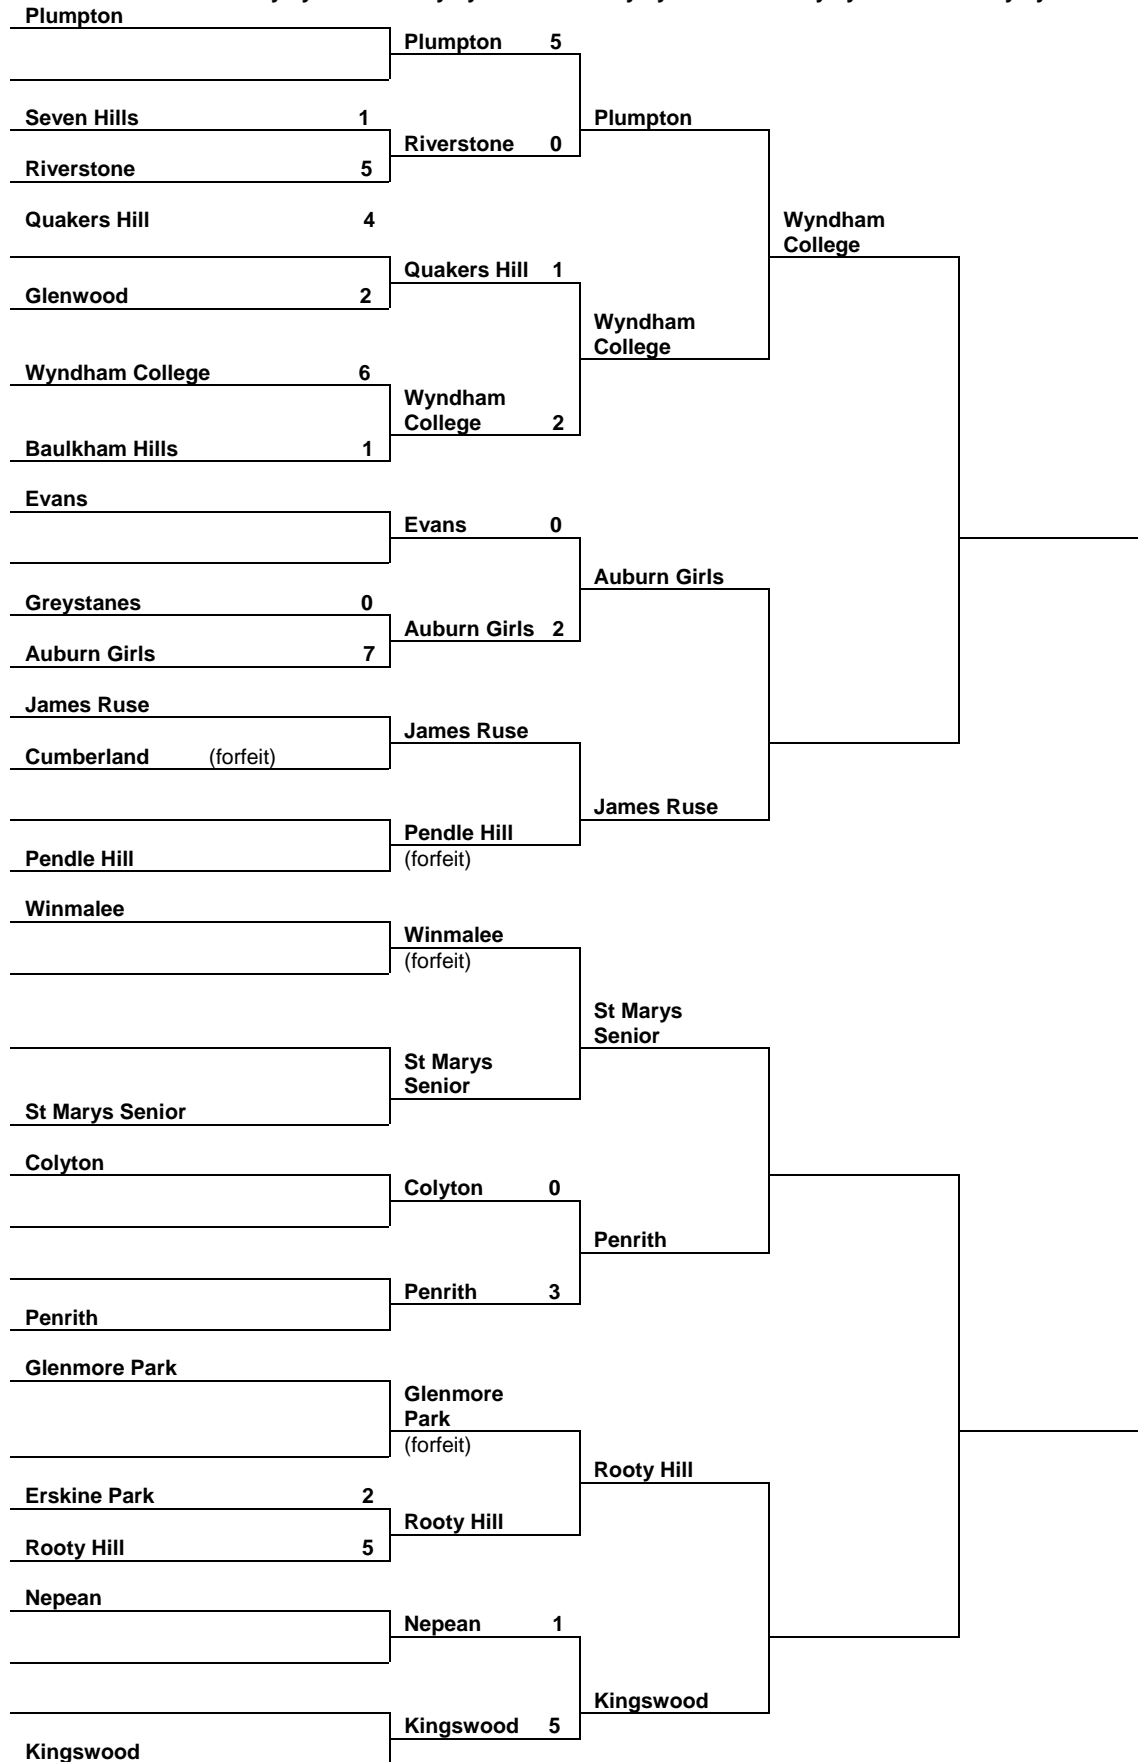 Plumpton
Plumpton 5
Seven Hills 1
Plumpton
Riverstone 0
Riverstone 5
Quakers Hill 4
Wyndham
College
Quakers Hill 1
Glenwood 2
Wyndham
College
Wyndham College 6
Wyndham
College 2
Baulkham Hills 1
Evans
Evans 0
Auburn Girls
Greystanes 0
Auburn Girls 2
Auburn Girls 7
James Ruse
James Ruse
Cumberland (forfeit)
James Ruse
Pendle Hill
Pendle Hill (forfeit)
Winmalee
Winmalee
(forfeit)
St Marys
Senior
St Marys
Senior
St Marys Senior
Colyton
Colyton 0
Penrith
Penrith 3
Penrith
Glenmore Park
Glenmore
Park
(forfeit)
Rooty Hill
Erskine Park 2
Rooty Hill
Rooty Hill 5
Nepean
Nepean 1
Kingswood
Kingswood 5
Kingswood